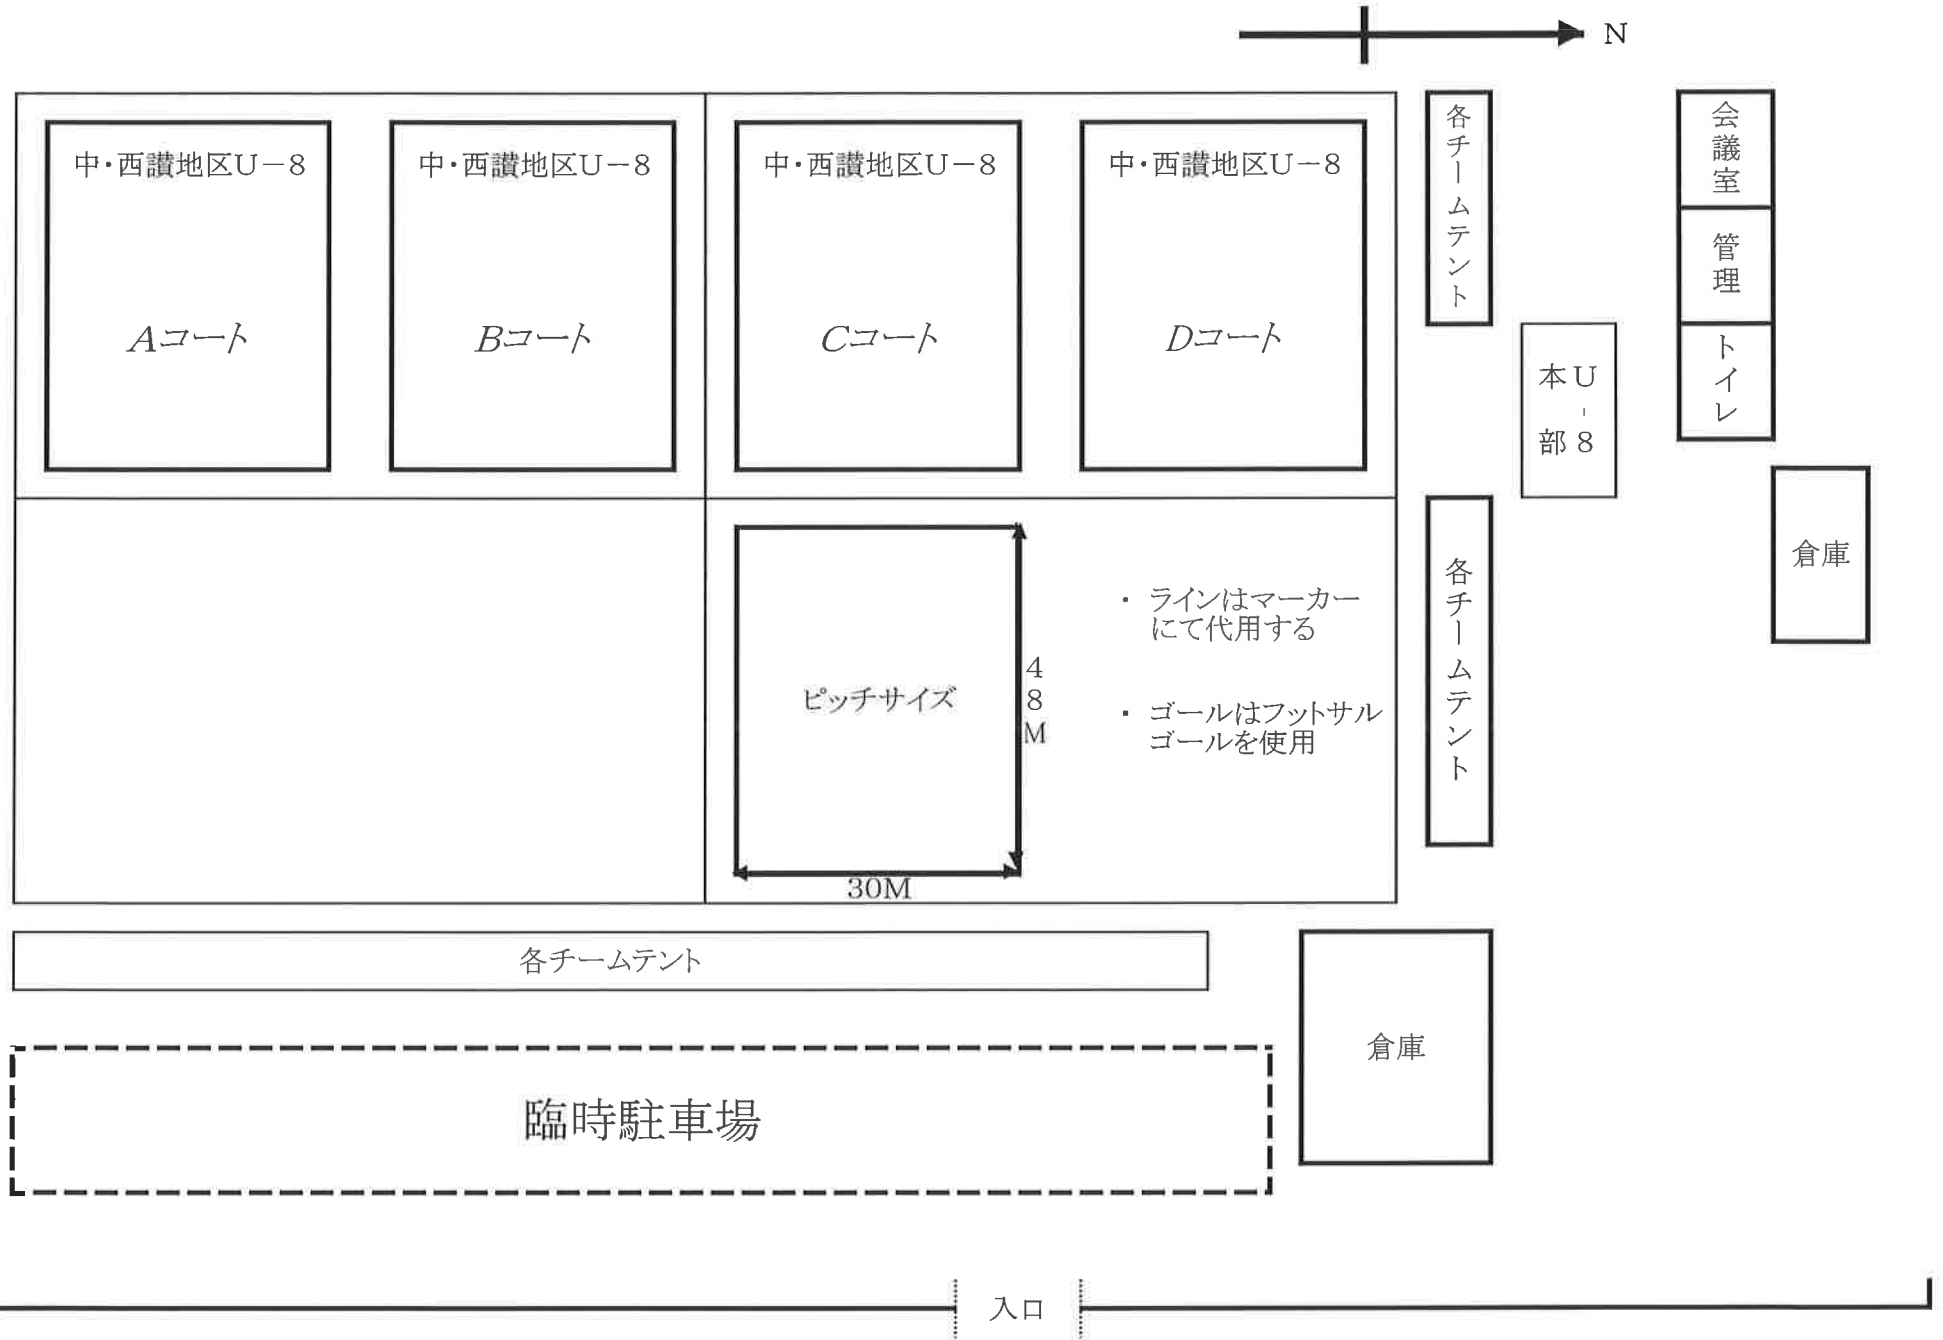 N
中・西讃地区U－8
中・西讃地区U－8
中・西讃地区U－8
中・西讃地区U－8
Aコート
Bコート
Cコート
Dコート
各チームテント
会議室
管理
トイレ
U-8
本部
倉庫
ピッチサイズ
48M
30M
・ ラインはマーカー
にて代用する
・ ゴールはフットサル
ゴールを使用
各チームテント
各チームテント
倉庫
臨時駐車場
入口